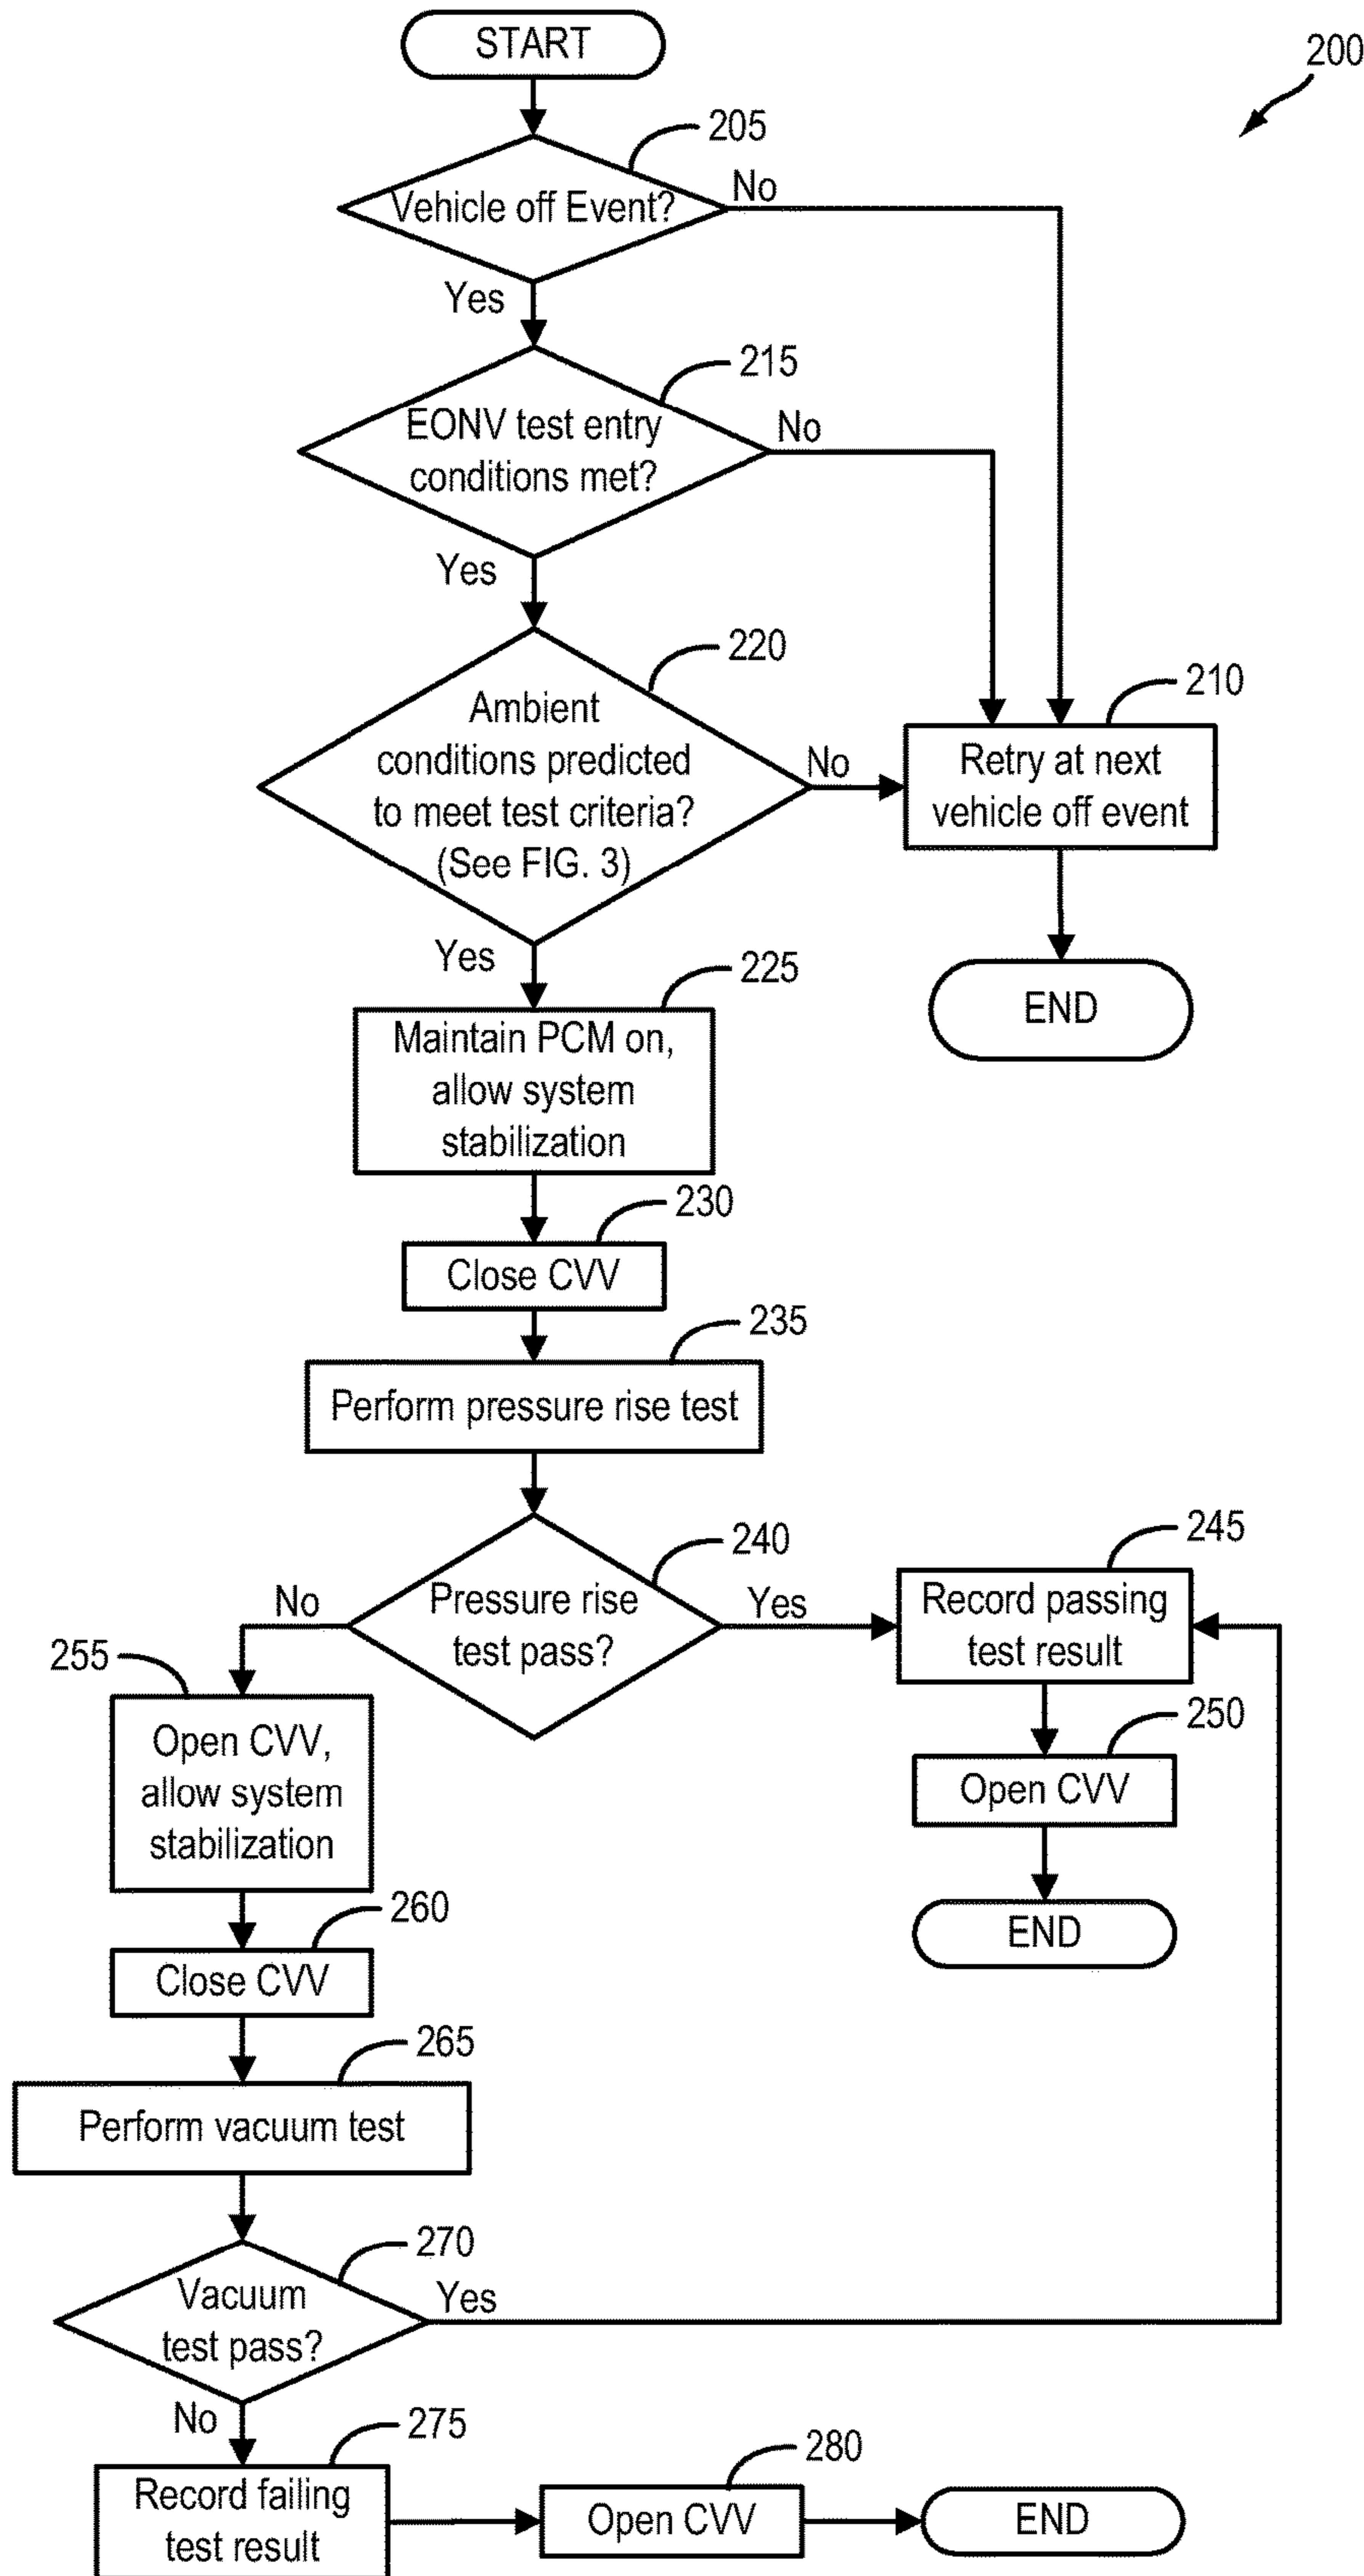 START
200
205
Vehicle off Event?
No
Yes
215
EONV test entry
conditions met?
No
Yes
220
Ambient
conditions predicted
to meet test criteria?
(See FIG. 3)
No
210
Retry at next
vehicle off event
END
Yes
225
Maintain PCM on,
allow system
stabilization
230
Close CVV
235
Perform pressure rise test
240
Pressure rise
test pass?
No
Yes
245
Record passing
test result
250
Open CVV
END
255
Open CVV,
allow system
stabilization
260
Close CVV
265
Perform vacuum test
270
Vacuum
test pass?
Yes
No
275
Record failing
test result
280
Open CVV
END